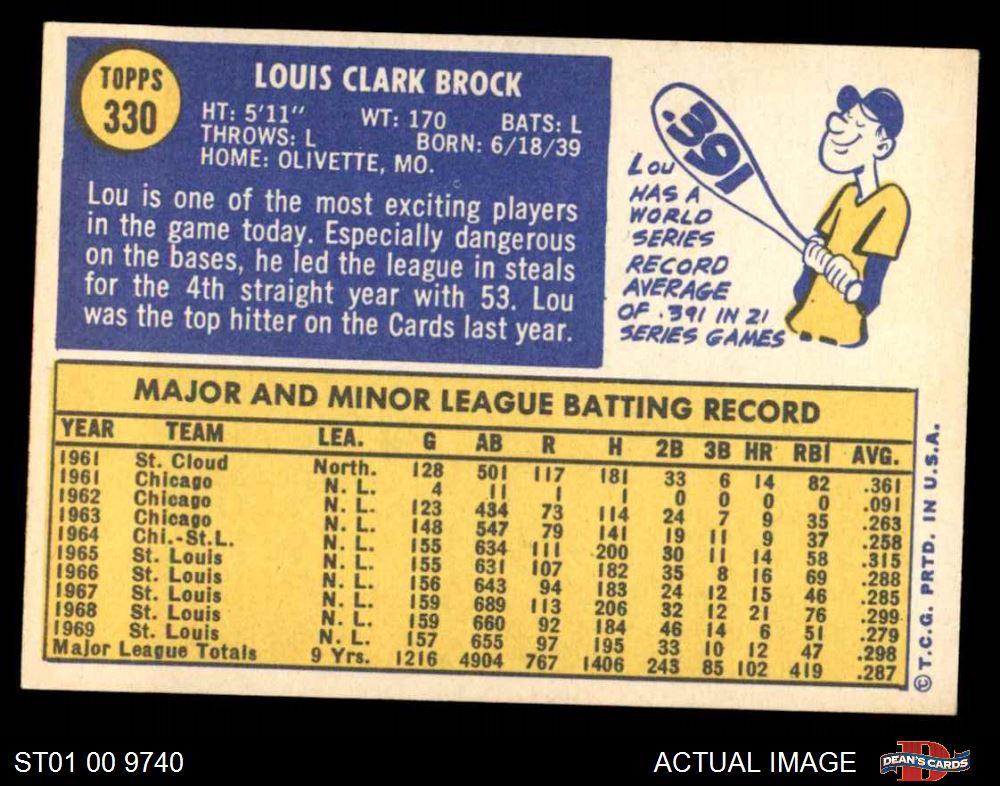 TOPPS
330
LOUIS CLARK BROCK
HT: 5'11" WT: 170 BATS: L
THROWS: L BORN: 6/18/39
HOME: OLIVETTE, MO.
Lou is one of the most exciting players
in the game today. Especially dangerous
on the bases, he led the league in steals
for the 4th straight year with 53. Lou
was the top hitter on the Cards last year.
.391
Lou
HAS A
WORLD
SERIES
RECORD
AVERAGE
OF .391 IN 21
SERIES GAMES
MAJOR AND MINOR LEAGUE BATTING RECORD
YEAR TEAM LEA. G AB R H 2B 3B HR RBI AVG.
1961 St. Cloud North. 128 501 117 181 33 6 14 82 .361
1961 Chicago N. L. 4 11 1 1 0 0 0 0 .091
1962 Chicago N. L. 123 434 73 114 24 7 9 35 .263
1963 Chicago N. L. 148 547 79 141 19 11 9 37 .258
1964 Chi.-St.L. N. L. 155 634 111 200 30 11 14 58 .315
1965 St. Louis N. L. 155 631 107 182 35 8 16 69 .288
1966 St. Louis N. L. 156 643 94 183 24 12 15 46 .285
1967 St. Louis N. L. 159 689 113 206 32 12 21 76 .299
1968 St. Louis N. L. 159 660 92 184 46 14 6 51 .279
1969 St. Louis N. L. 157 655 97 195 33 10 12 47 .298
Major League Totals 9 Yrs. 1216 4904 767 1406 243 85 102 419 .287
© T.C.G. PRTD. IN U.S.A.
ST01 00 9740
ACTUAL IMAGE
D
DEAN'S CARDS